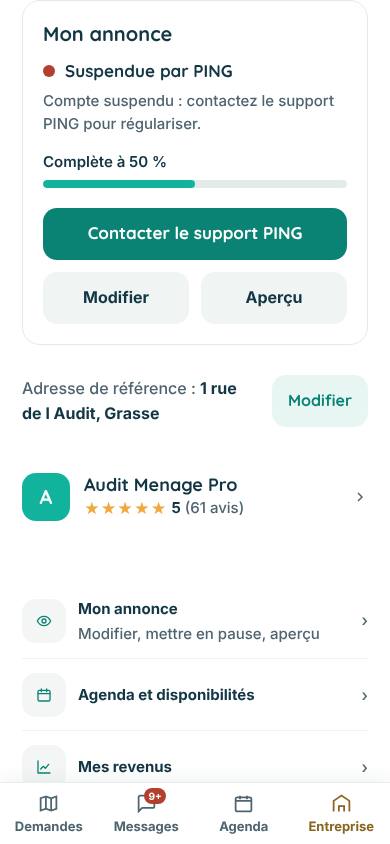 Mon annonce
Suspendue par PING
Compte suspendu : contactez le support
PING pour régulariser.
Complète à 50 %
Contacter le support PING
Modifier
Aperçu
Adresse de référence : 1 rue
de l Audit, Grasse
Modifier
A
Audit Menage Pro
★★★★★ 5 (61 avis)
Mon annonce
Modifier, mettre en pause, aperçu
Agenda et disponibilités
Mes revenus
9+
Demandes
Messages
Agenda
Entreprise